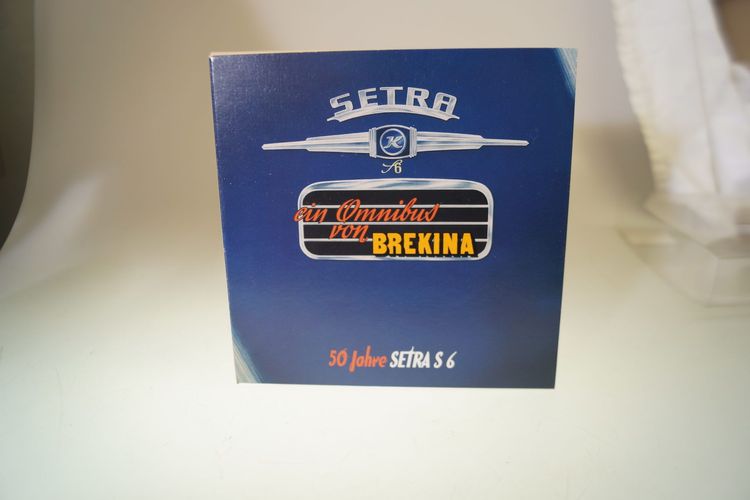 SETRA
K
S6
ein Omnibus
von BREKINA
50 Jahre SETRA S 6